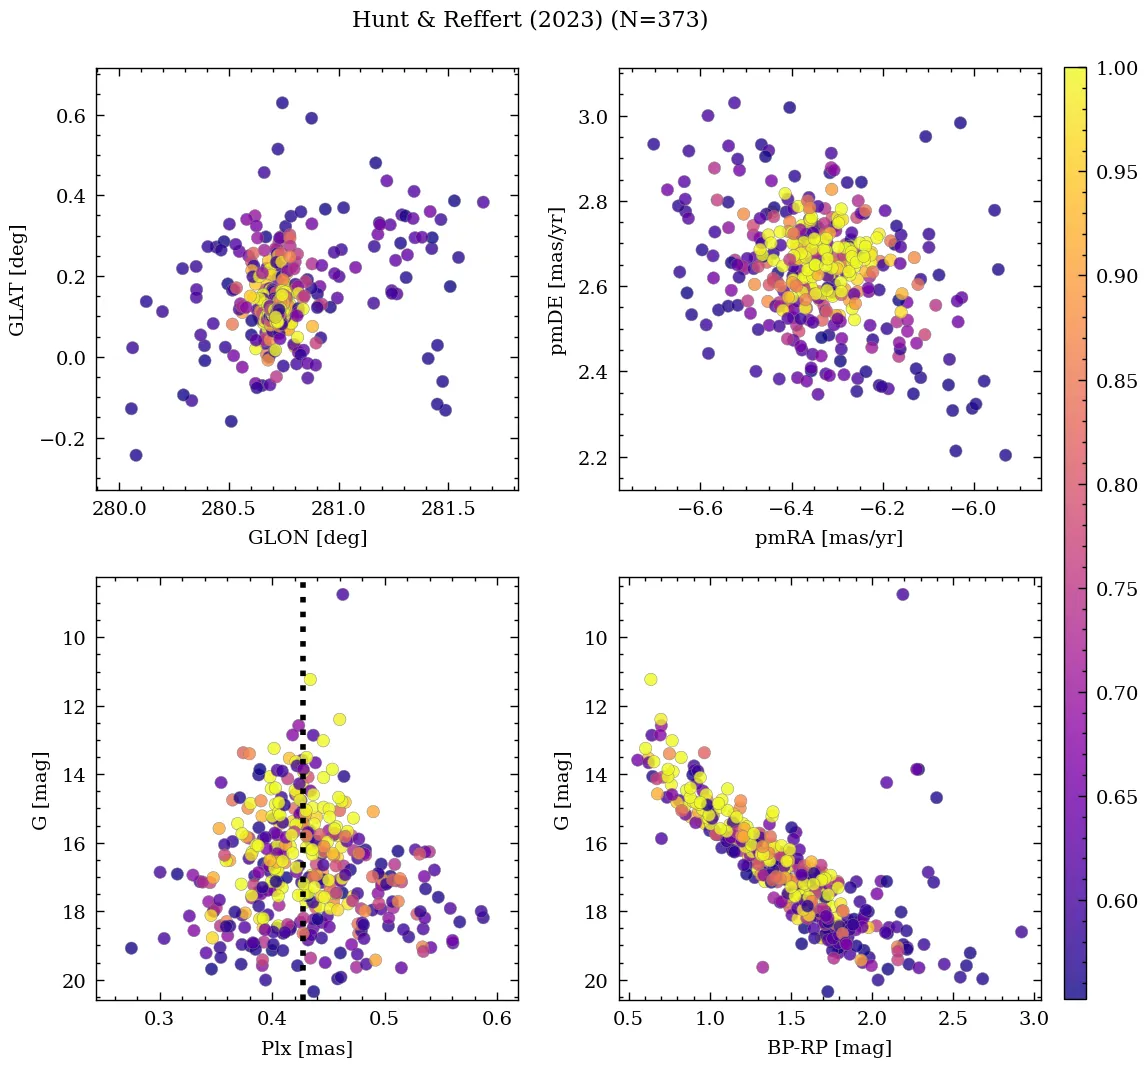 Hunt & Reffert (2023) (N=373)
0.6
0.4
0.2
0.0
−0.2
GLAT [deg]
280.0 280.5 281.0 281.5
GLON [deg]
3.0
2.8
2.6
2.4
2.2
pmDE [mas/yr]
−6.6 −6.4 −6.2 −6.0
pmRA [mas/yr]
10
12
14
16
18
20
G [mag]
0.3 0.4 0.5 0.6
Plx [mas]
10
12
14
16
18
20
G [mag]
0.5 1.0 1.5 2.0 2.5 3.0
BP-RP [mag]
1.00
0.95
0.90
0.85
0.80
0.75
0.70
0.65
0.60